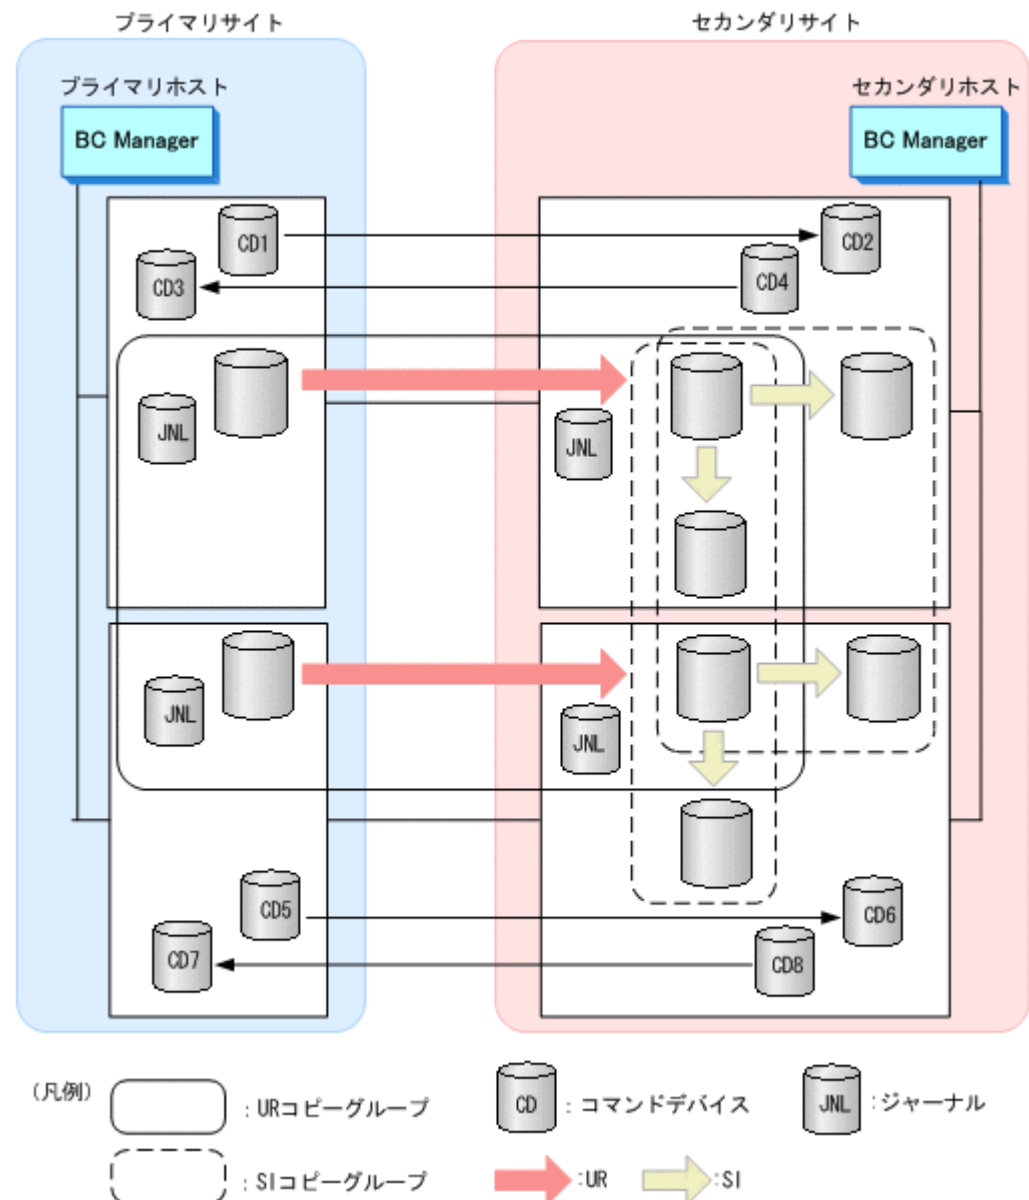 プライマリサイト
セカンダリサイト
プライマリホスト
セカンダリホスト
BC Manager
BC Manager
CD1
CD2
CD3
CD4
JNL
JNL
JNL
JNL
CD5
CD6
CD7
CD8
(凡例)
:URコピーグループ
CD
:コマンドデバイス
JNL
:ジャーナル
:SIコピーグループ
:UR
:SI